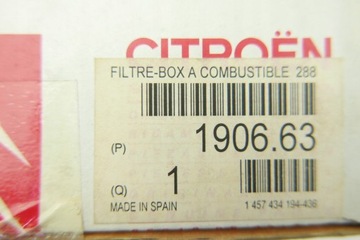 CITROËN
FILTRE-BOX A COMBUSTIBLE 288
(P) 1906.63
(Q) 1
MADE IN SPAIN 1 457 434 194-436